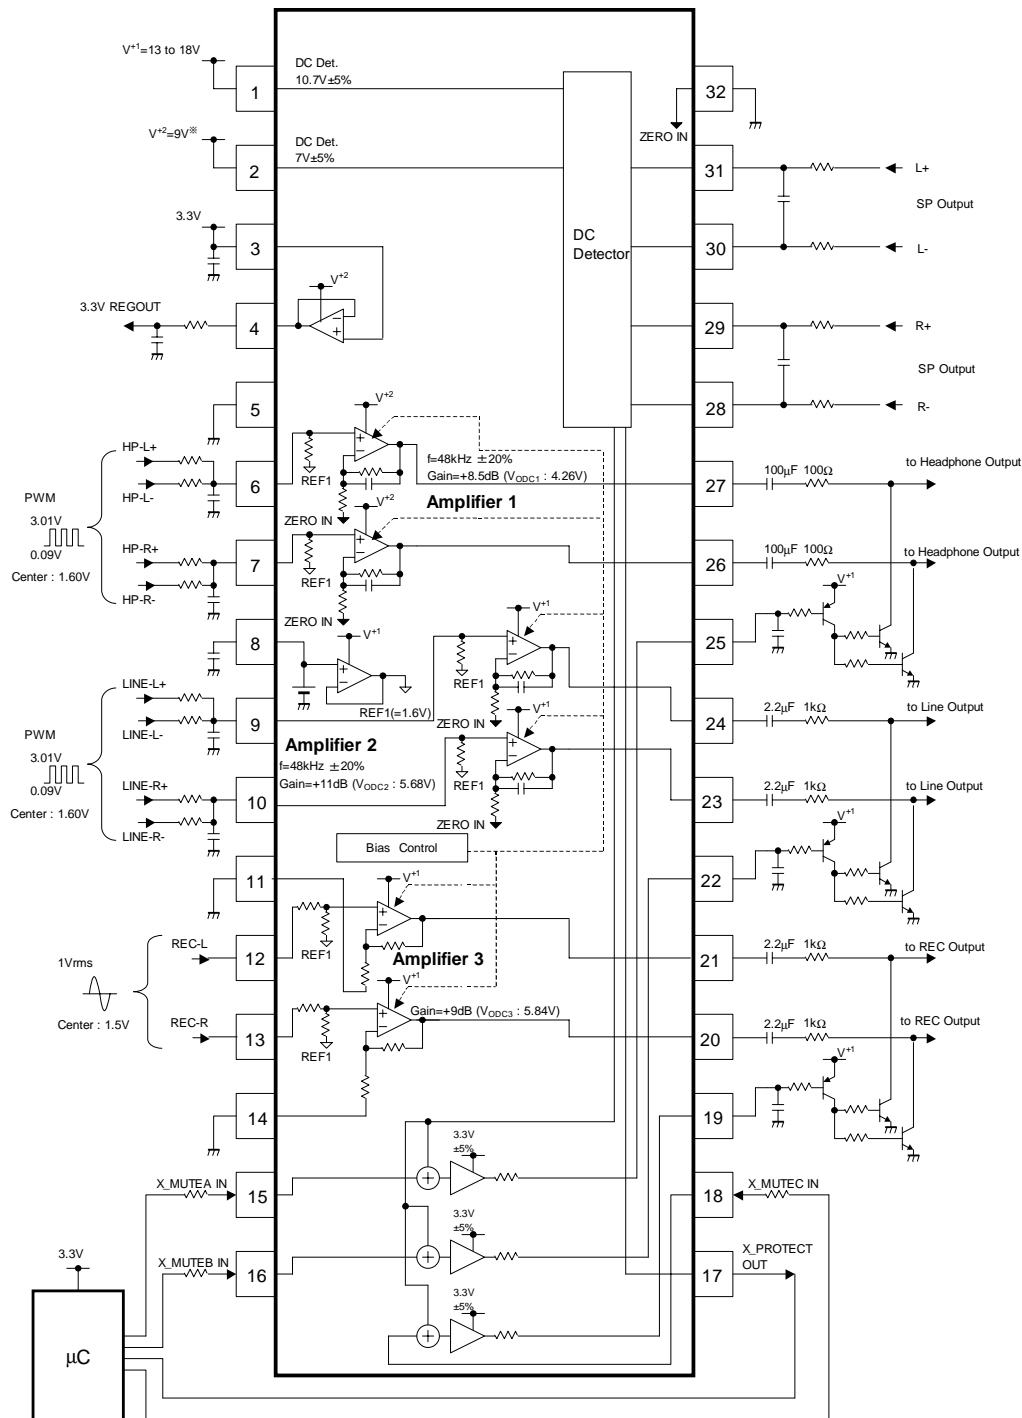 V+1=13 to 18V
1
DC Det.
10.7V±5%
32
ZERO IN
V+2=9V※
2
DC Det.
7V±5%
31
L+
SP Output
3.3V
3
DC
Detector
30
L-
V+2
3.3V REGOUT
4
29
R+
SP Output
5
28
R-
V+2
HP-L+
HP-L-
6
REF1
ZERO IN
f=48kHz ±20%
Gain=+8.5dB (VODC1 : 4.26V)
Amplifier 1
27
100μF 100Ω
to Headphone Output
PWM
3.01V
0.09V
Center : 1.60V
V+2
HP-R+
HP-R-
7
REF1
ZERO IN
26
100μF 100Ω
to Headphone Output
V+1
8
V+1
REF1(=1.6V)
V+1
REF1
ZERO IN
25
LINE-L+
LINE-L-
9
24
2.2μF 1kΩ
to Line Output
PWM
3.01V
0.09V
Center : 1.60V
Amplifier 2
f=48kHz ±20%
Gain=+11dB (VODC2 : 5.68V)
V+1
REF1
ZERO IN
LINE-R+
LINE-R-
10
23
2.2μF 1kΩ
to Line Output
V+1
Bias Control
11
22
V+1
REC-L
12
REF1
Amplifier 3
21
2.2μF 1kΩ
to REC Output
1Vrms
Center : 1.5V
V+1
Gain=+9dB (VODC3 : 5.84V)
REC-R
13
REF1
20
2.2μF 1kΩ
to REC Output
V+1
14
19
3.3V
±5%
X_MUTEA IN
15
18
X_MUTEC IN
3.3V
±5%
X_MUTEB IN
16
17
X_PROTECT
OUT
3.3V
3.3V
±5%
μC